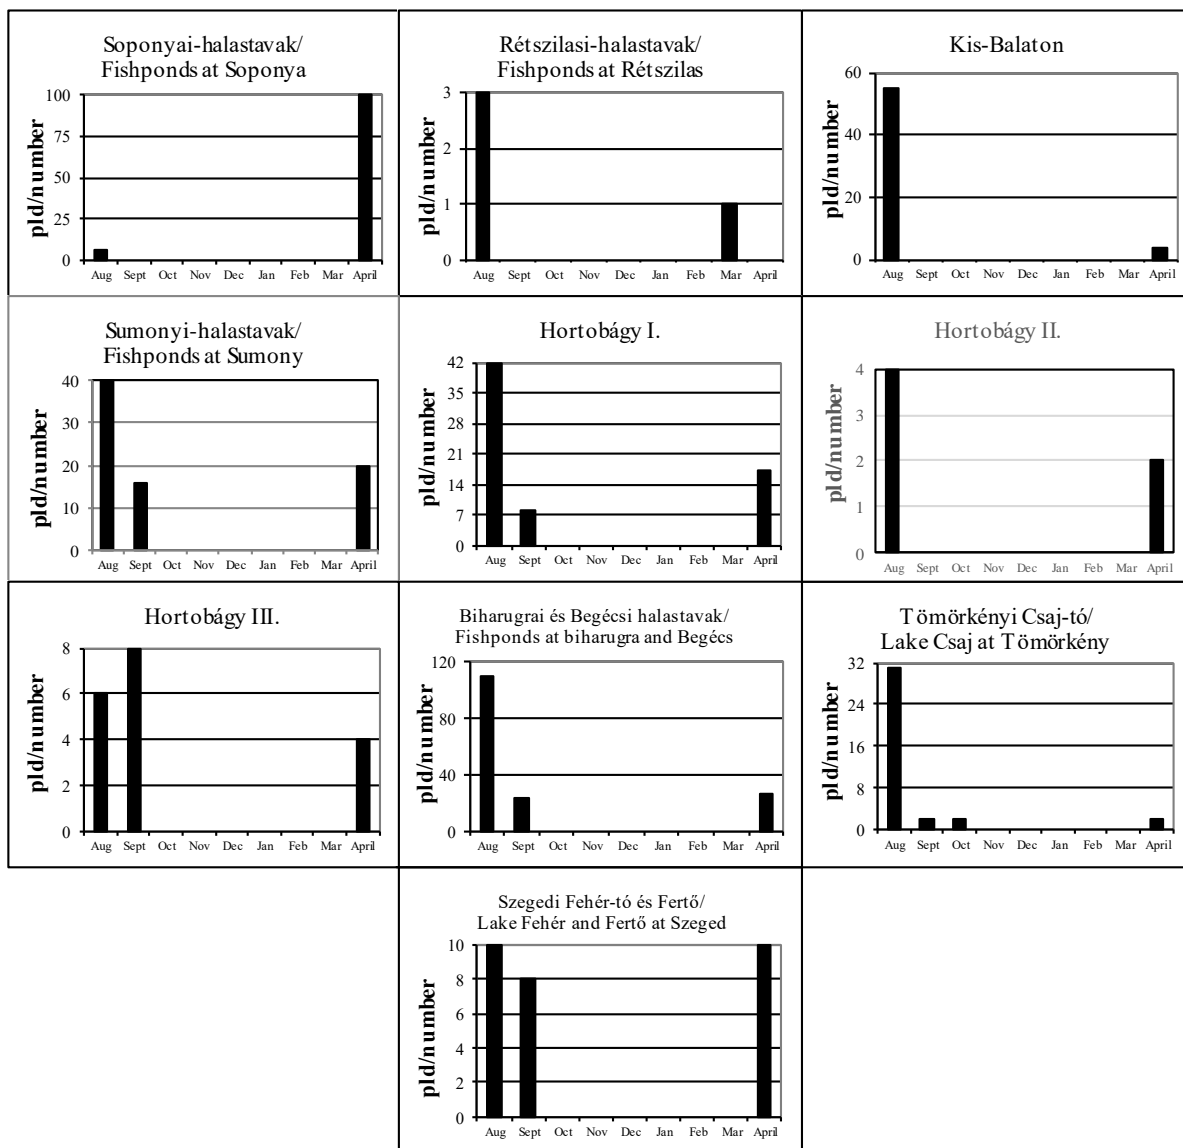 Soponyai-halastavak/
Fishponds at Soponya
pld/number
100
75
50
25
0
Aug Sept Oct Nov Dec Jan Feb Mar April
Rétszilasi-halastavak/
Fishponds at Rétszilas
pld/number
3
2
1
0
Aug Sept Oct Nov Dec Jan Feb Mar April
Kis-Balaton
pld/number
60
40
20
0
Aug Sept Oct Nov Dec Jan Feb Mar April
Sumonyi-halastavak/
Fishponds at Sumony
pld/number
40
30
20
10
0
Aug Sept Oct Nov Dec Jan Feb Mar April
Hortobágy I.
pld/number
42
35
28
21
14
7
0
Aug Sept Oct Nov Dec Jan Feb Mar April
Hortobágy II.
pld/number
4
3
2
1
0
Aug Sept Oct Nov Dec Jan Feb Mar April
Hortobágy III.
pld/number
8
6
4
2
0
Aug Sept Oct Nov Dec Jan Feb Mar April
Biharugrai és Begécsi halastavak/
Fishponds at biharugra and Begécs
pld/number
120
80
40
0
Aug Sept Oct Nov Dec Jan Feb Mar April
Tömörkényi Csaj-tó/
Lake Csaj at Tömörkény
pld/number
32
24
16
8
0
Aug Sept Oct Nov Dec Jan Feb Mar April
Szegedi Fehér-tó és Fertő/
Lake Fehér and Fertő at Szeged
pld/number
10
8
6
4
2
0
Aug Sept Oct Nov Dec Jan Feb Mar April